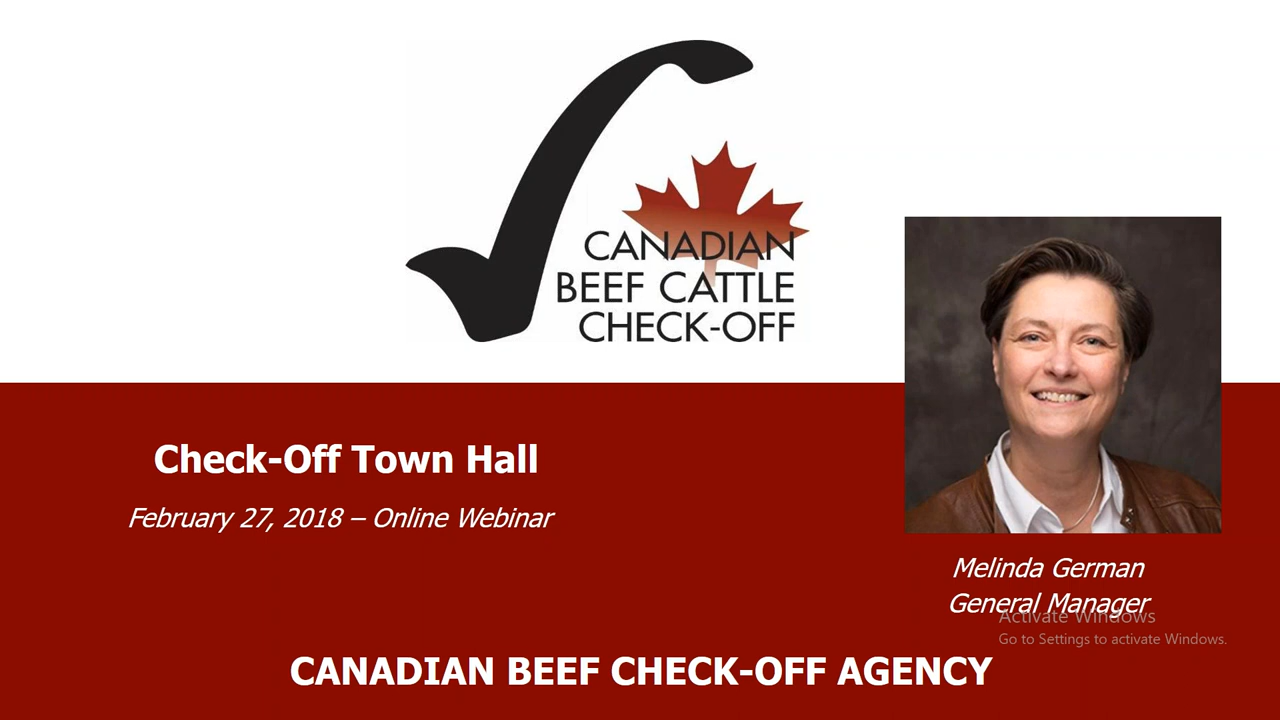 CANADIAN
BEEF CATTLE
CHECK-OFF
Check-Off Town Hall
February 27, 2018 – Online Webinar
Melinda German
General Manager
Activate Windows
Go to Settings to activate Windows.
CANADIAN BEEF CHECK-OFF AGENCY